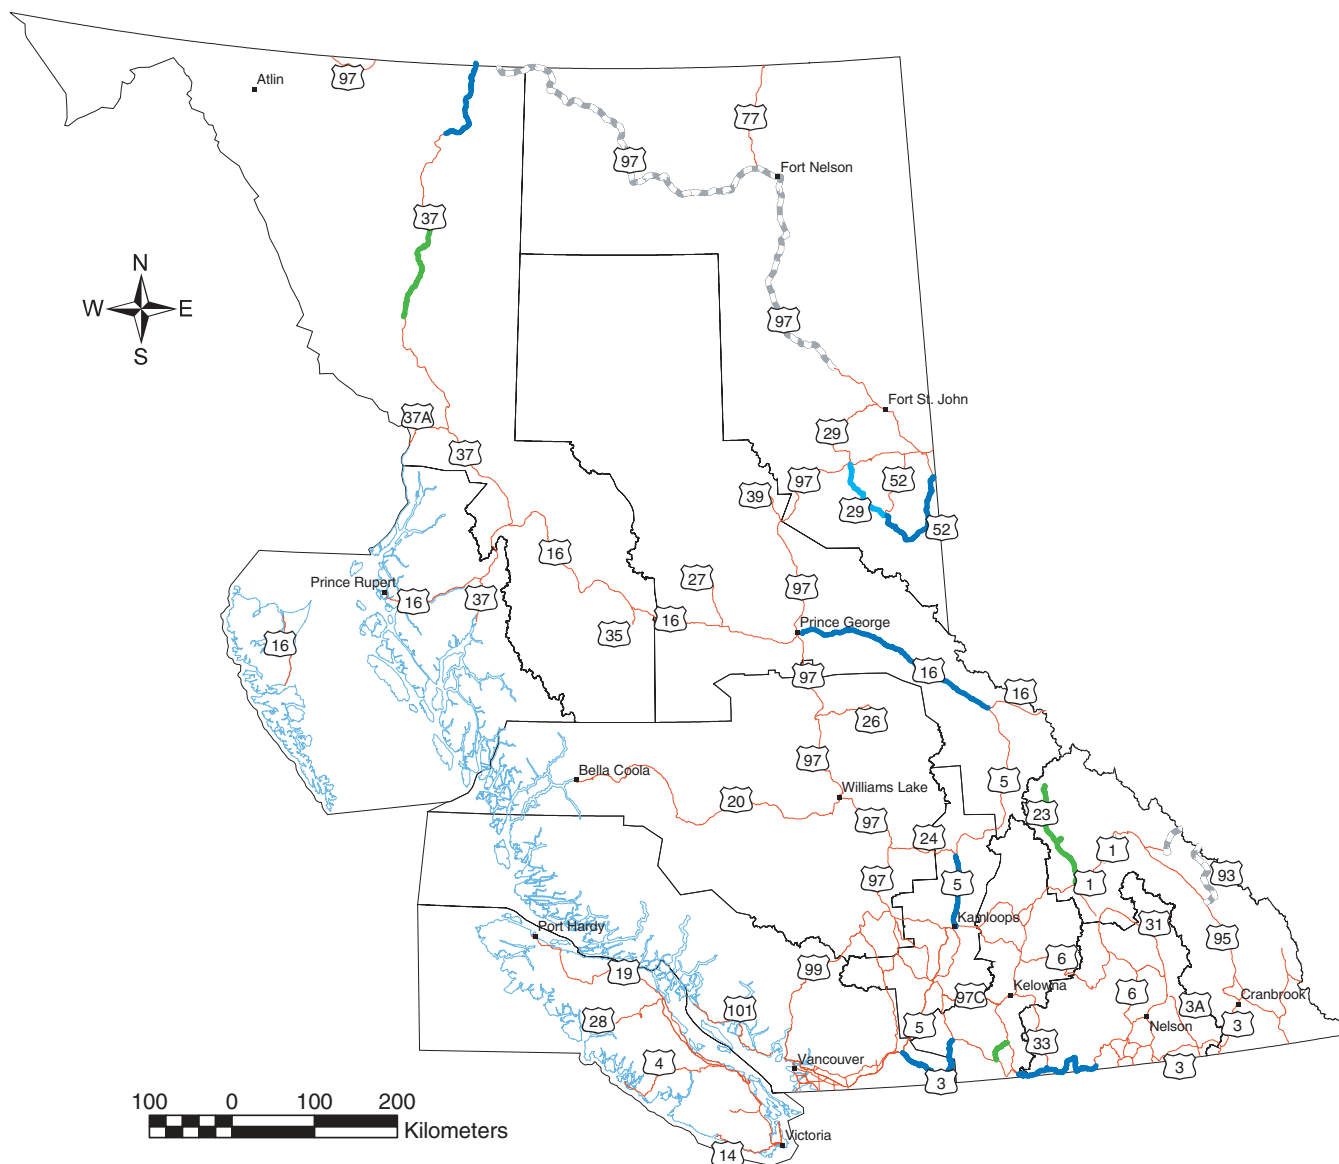 Atlin
97
77
97
Fort Nelson
37
N
W
E
S
97
Fort St. John
37A
29
37
52
97
39
29
52
16
27
97
Prince Rupert
16
37
16
Prince George
35
16
97
16
16
26
97
Bella Coola
5
Williams Lake
20
23
97
24
1
93
97
5
1
Kamloops
31
Port Hardy
95
6
99
19
97C
Kelowna
6
Cranbrook
3A
101
28
5
Nelson
3
33
Vancouver
4
3
3
100
0
100
200
Kilometers
Victoria
14